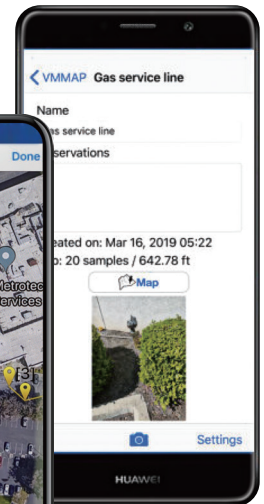 VMMAP Gas service line
Name
as service line
servations
Done
eated on: Mar 16, 2019 05:22
: 20 samples / 642.78 ft
Map
Metrotec
ervices
[3]
Settings
HUAWEI